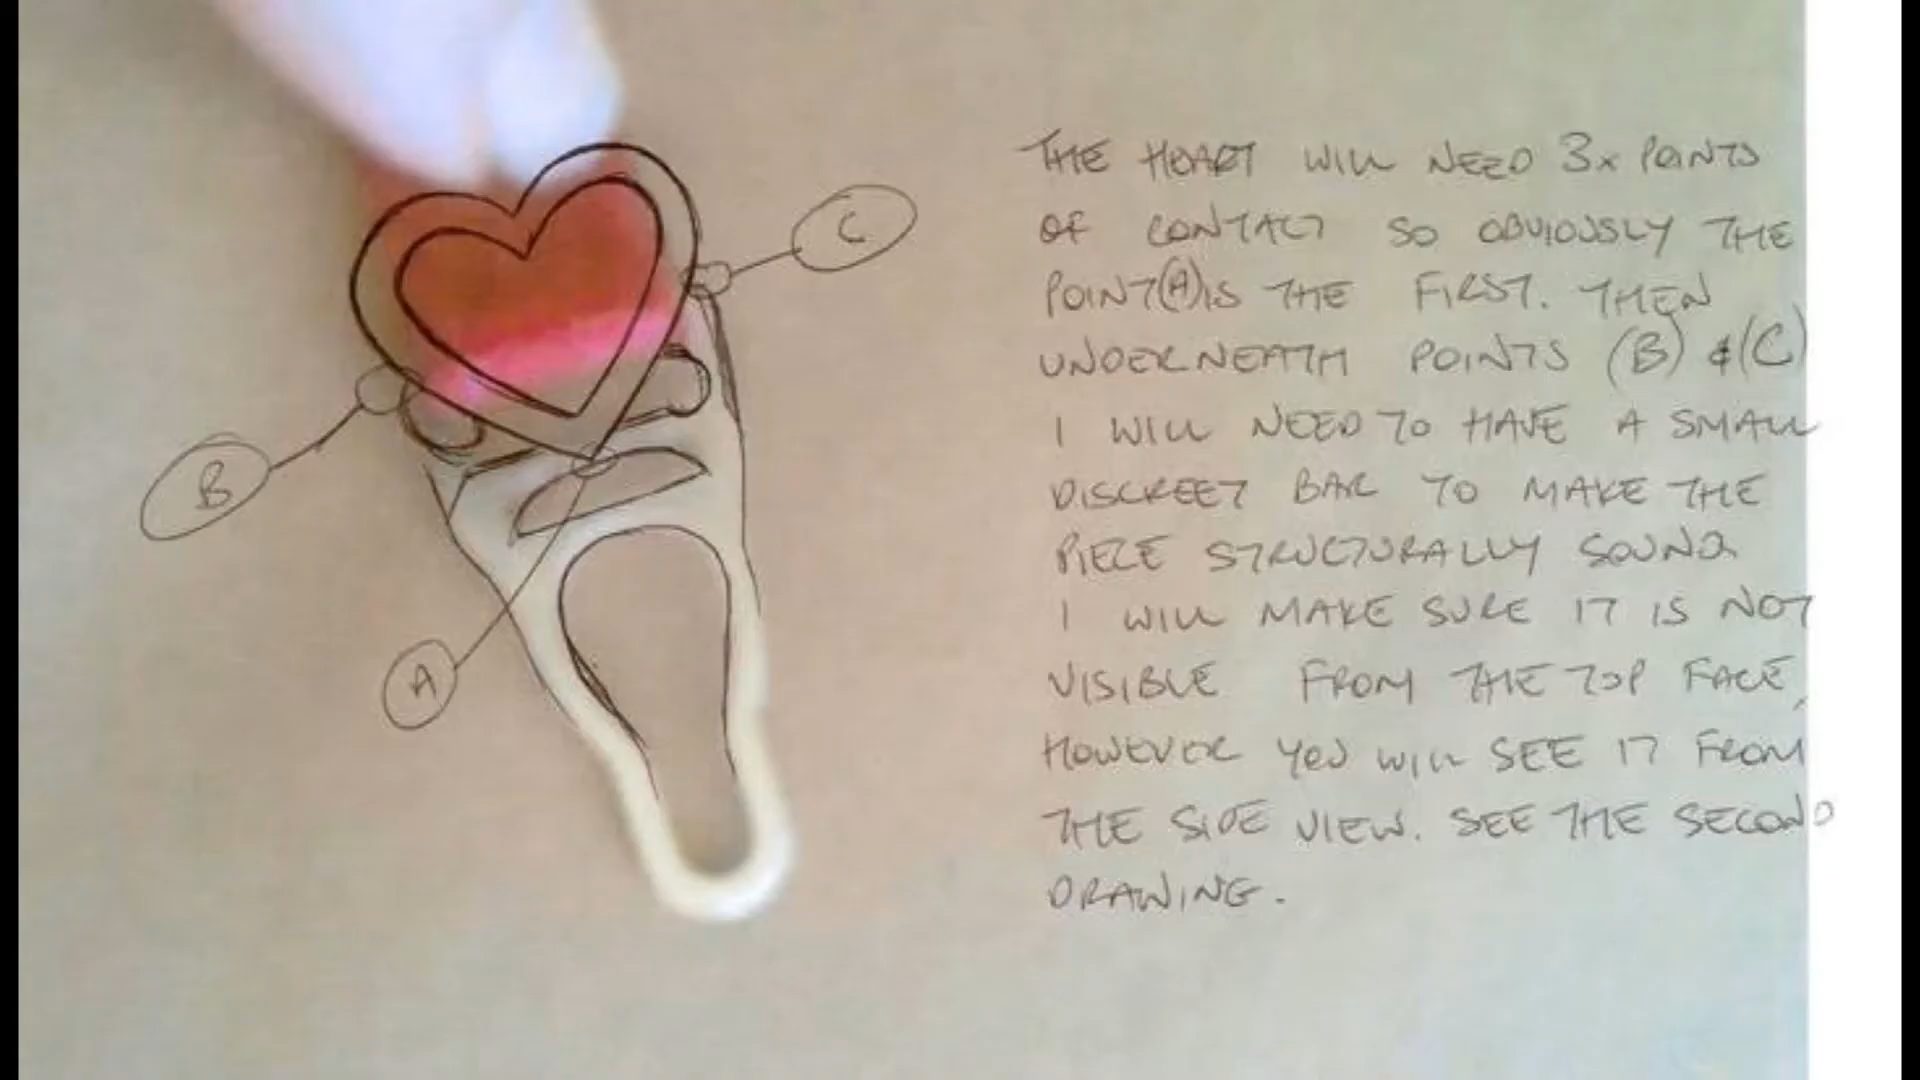 THE HEART WILL NEED 3x POINTS
OF CONTACT SO OBVIOUSLY THE
POINT(A)IS THE FIRST. THEN
UNDERNEATH POINTS (B) & (C)
I WILL NEED TO HAVE A SMALL
DISCREET BAR TO MAKE THE
PIECE STRUCTURALLY SOUND.
I WILL MAKE SURE IT IS NOT
VISIBLE FROM THE TOP FACE,
HOWEVER YOU WILL SEE IT FROM
THE SIDE VIEW. SEE THE SECOND
DRAWING.
C
B
A